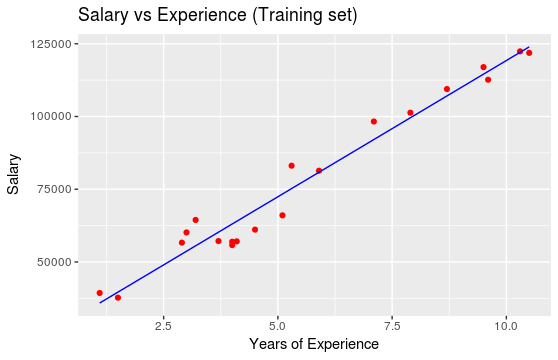 Salary vs Experience (Training set)
125000
100000
75000
50000
Salary
2.5 5.0 7.5 10.0
Years of Experience